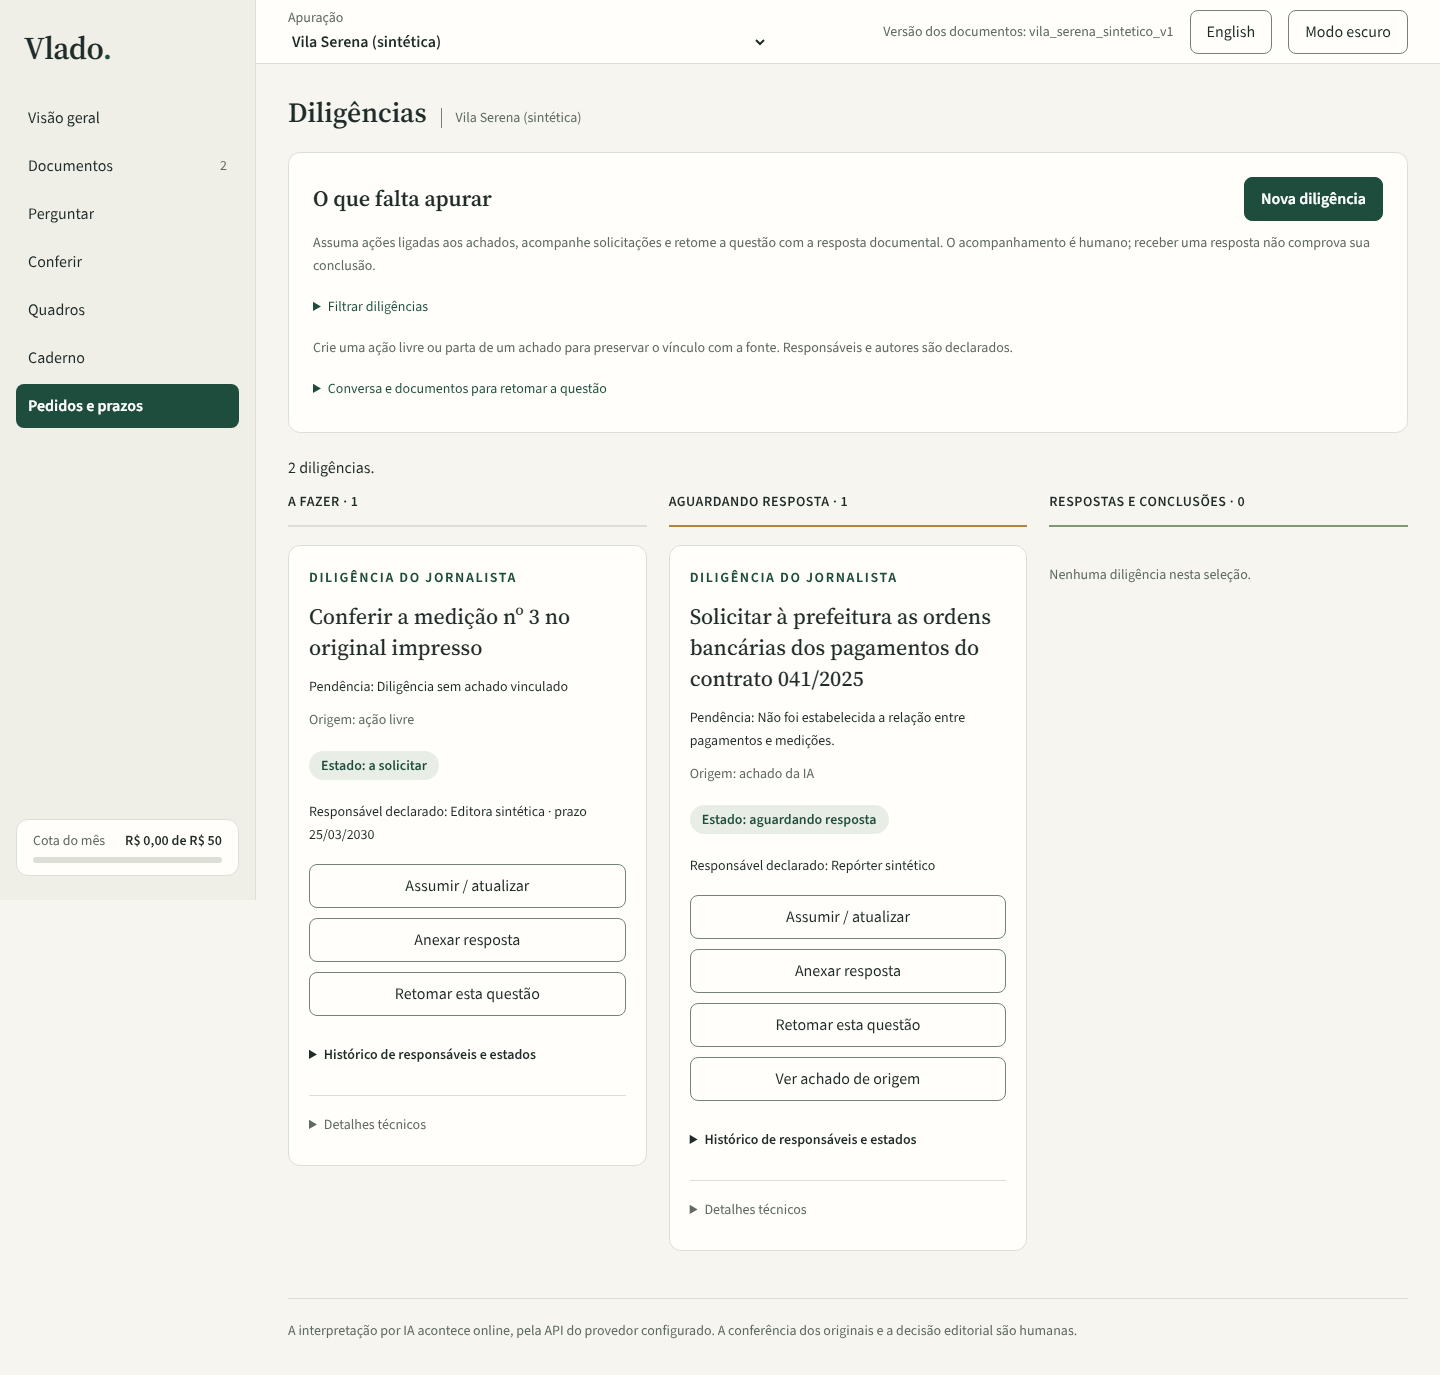 Vlado.
Visão geral
Documentos 2
Perguntar
Conferir
Quadros
Caderno
Pedidos e prazos
Cota do mês R$ 0,00 de R$ 50
Apuração
Vila Serena (sintética)
Versão dos documentos: vila_serena_sintetico_v1
English
Modo escuro
Diligências
Vila Serena (sintética)
O que falta apurar
Nova diligência
Assuma ações ligadas aos achados, acompanhe solicitações e retome a questão com a resposta documental. O acompanhamento é humano; receber uma resposta não comprova sua
conclusão.
Filtrar diligências
Crie uma ação livre ou parta de um achado para preservar o vínculo com a fonte. Responsáveis e autores são declarados.
Conversa e documentos para retomar a questão
2 diligências.
A FAZER · 1
DILIGÊNCIA DO JORNALISTA
Conferir a medição nº 3 no
original impresso
Pendência: Diligência sem achado vinculado
Origem: ação livre
Estado: a solicitar
Responsável declarado: Editora sintética · prazo
25/03/2030
Assumir / atualizar
Anexar resposta
Retomar esta questão
Histórico de responsáveis e estados
Detalhes técnicos
AGUARDANDO RESPOSTA · 1
DILIGÊNCIA DO JORNALISTA
Solicitar à prefeitura as ordens
bancárias dos pagamentos do
contrato 041/2025
Pendência: Não foi estabelecida a relação entre
pagamentos e medições.
Origem: achado da IA
Estado: aguardando resposta
Responsável declarado: Repórter sintético
Assumir / atualizar
Anexar resposta
Retomar esta questão
Ver achado de origem
Histórico de responsáveis e estados
Detalhes técnicos
RESPOSTAS E CONCLUSÕES · 0
Nenhuma diligência nesta seleção.
A interpretação por IA acontece online, pela API do provedor configurado. A conferência dos originais e a decisão editorial são humanas.